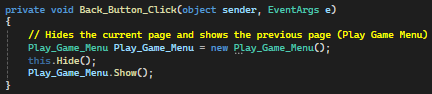 private void Back_Button_Click(object sender, EventArgs e)
{
// Hides the current page and shows the previous page (Play Game Menu)
Play_Game_Menu Play_Game_Menu = new Play_Game_Menu();
this.Hide();
Play_Game_Menu.Show();
}